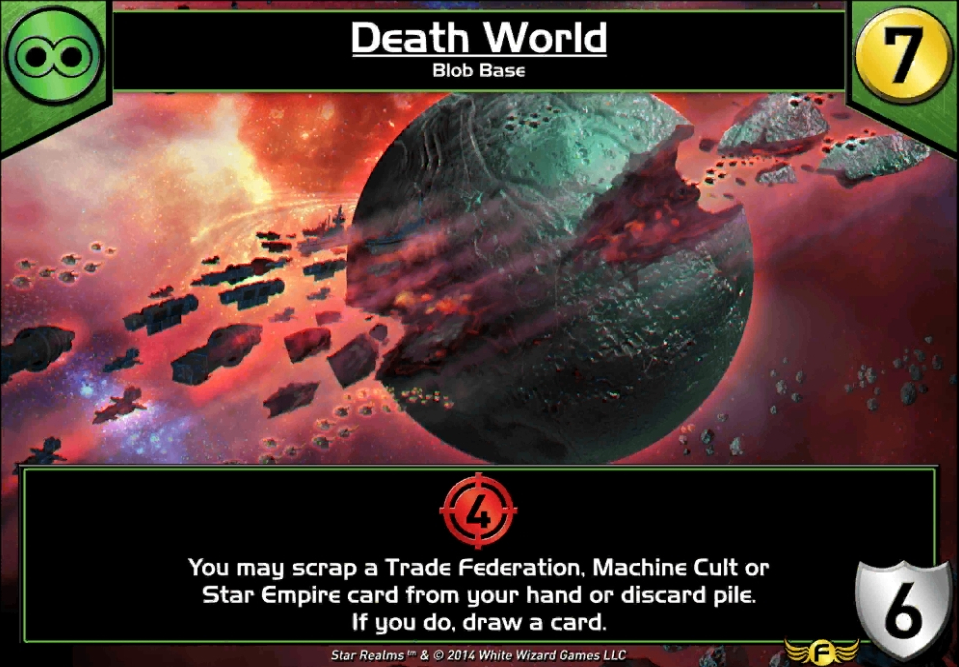 Death World
Blob Base
7
4
You may scrap a Trade Federation, Machine Cult or
Star Empire card from your hand or discard pile.
If you do, draw a card.
6
F
Star Realms™ & © 2014 White Wizard Games LLC